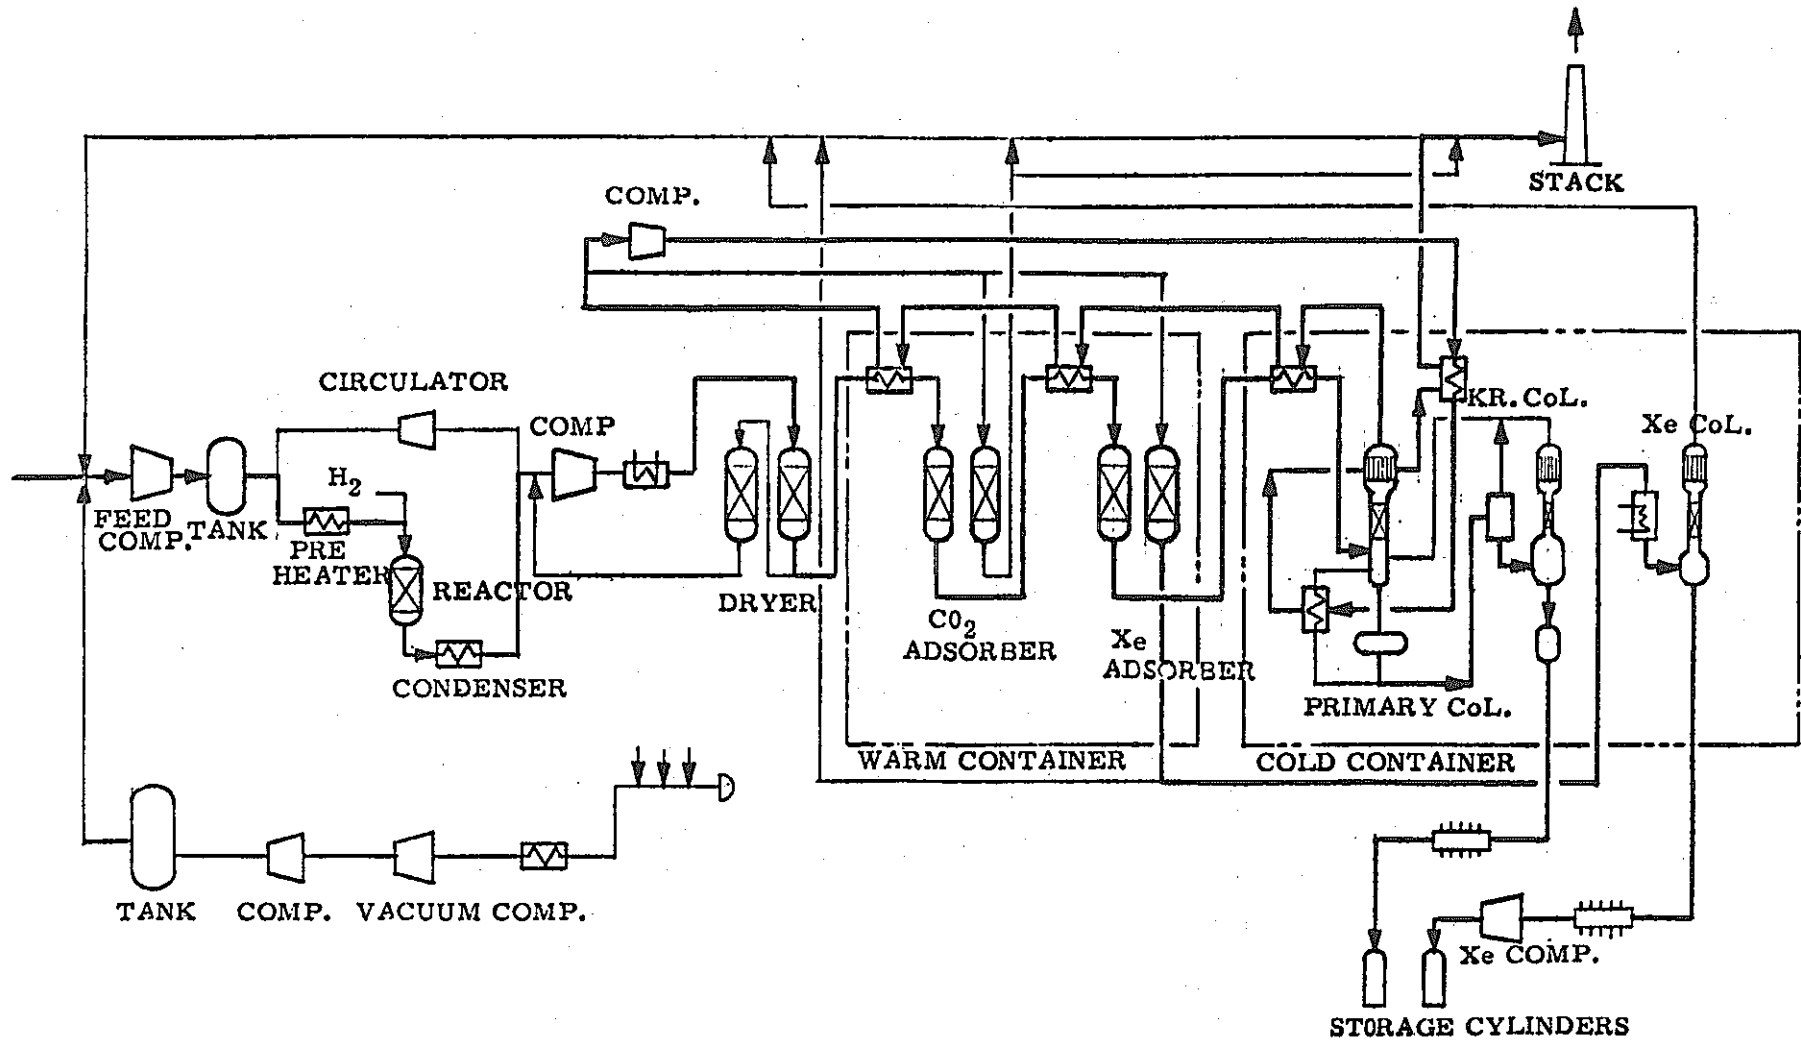 STACK
COMP.
KR. CoL.
CIRCULATOR
COMP
Xe CoL.
H2
FEED
COMP.
TANK
PRE
HEATER
REACTOR
DRYER
CO2
ADSORBER
Xe
ADSORBER
CONDENSER
PRIMARY CoL.
WARM CONTAINER
COLD CONTAINER
TANK
COMP.
VACUUM COMP.
Xe COMP.
STORAGE CYLINDERS